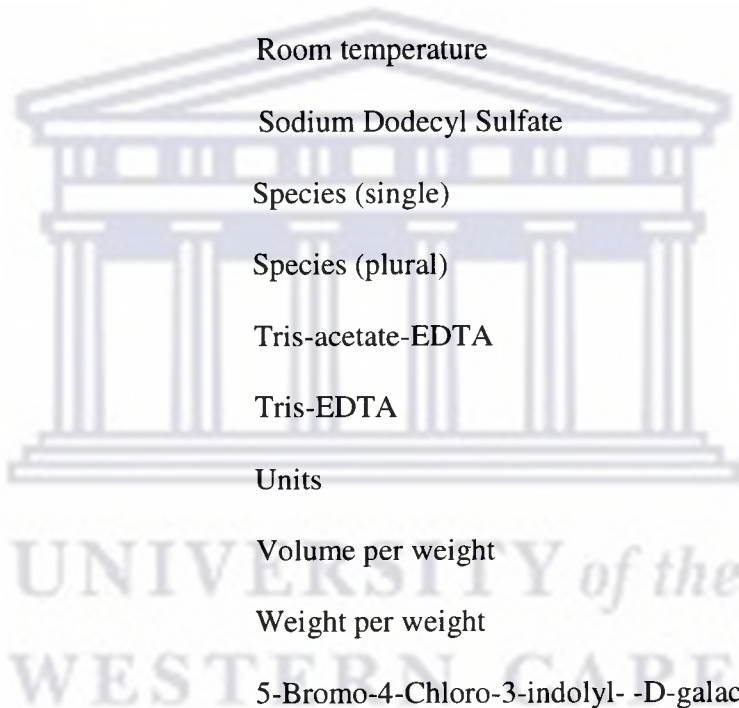 Room temperature
Sodium Dodecyl Sulfate
Species (single)
Species (plural)
Tris-acetate-EDTA
Tris-EDTA
Units
Volume per weight
UNIVERSITY of the
Weight per weight
WESTERN CAPE
5-Bromo-4-Chloro-3-indolyl- -D-galac